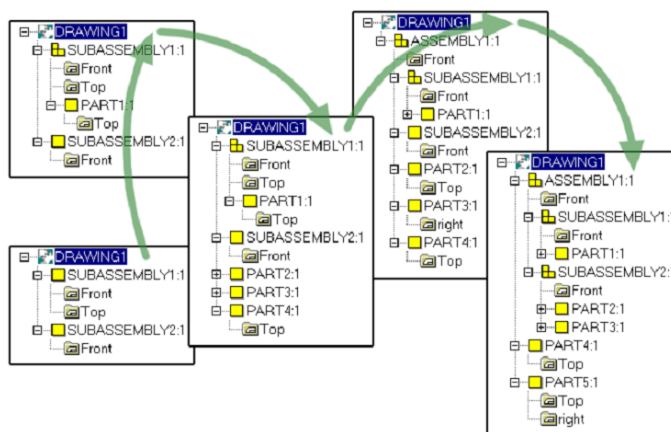 DRAWING1
SUBASSEMBLY1:1
Front
Top
PART1:1
Top
SUBASSEMBLY2:1
Front
DRAWING1
SUBASSEMBLY1:1
Front
Top
SUBASSEMBLY2:1
Front
DRAWING1
SUBASSEMBLY1:1
Front
Top
PART1:1
Top
SUBASSEMBLY2:1
Front
PART2:1
PART3:1
PART4:1
Top
DRAWING1
ASSEMBLY1:1
Front
SUBASSEMBLY1:1
Front
PART1:1
SUBASSEMBLY2:1
Front
PART2:1
Top
PART3:1
right
PART4:1
Top
DRAWING1
ASSEMBLY1:1
Front
SUBASSEMBLY1:1
Front
PART1:1
SUBASSEMBLY2:
Front
PART2:1
PART3:1
PART4:1
Top
PART5:1
Top
right